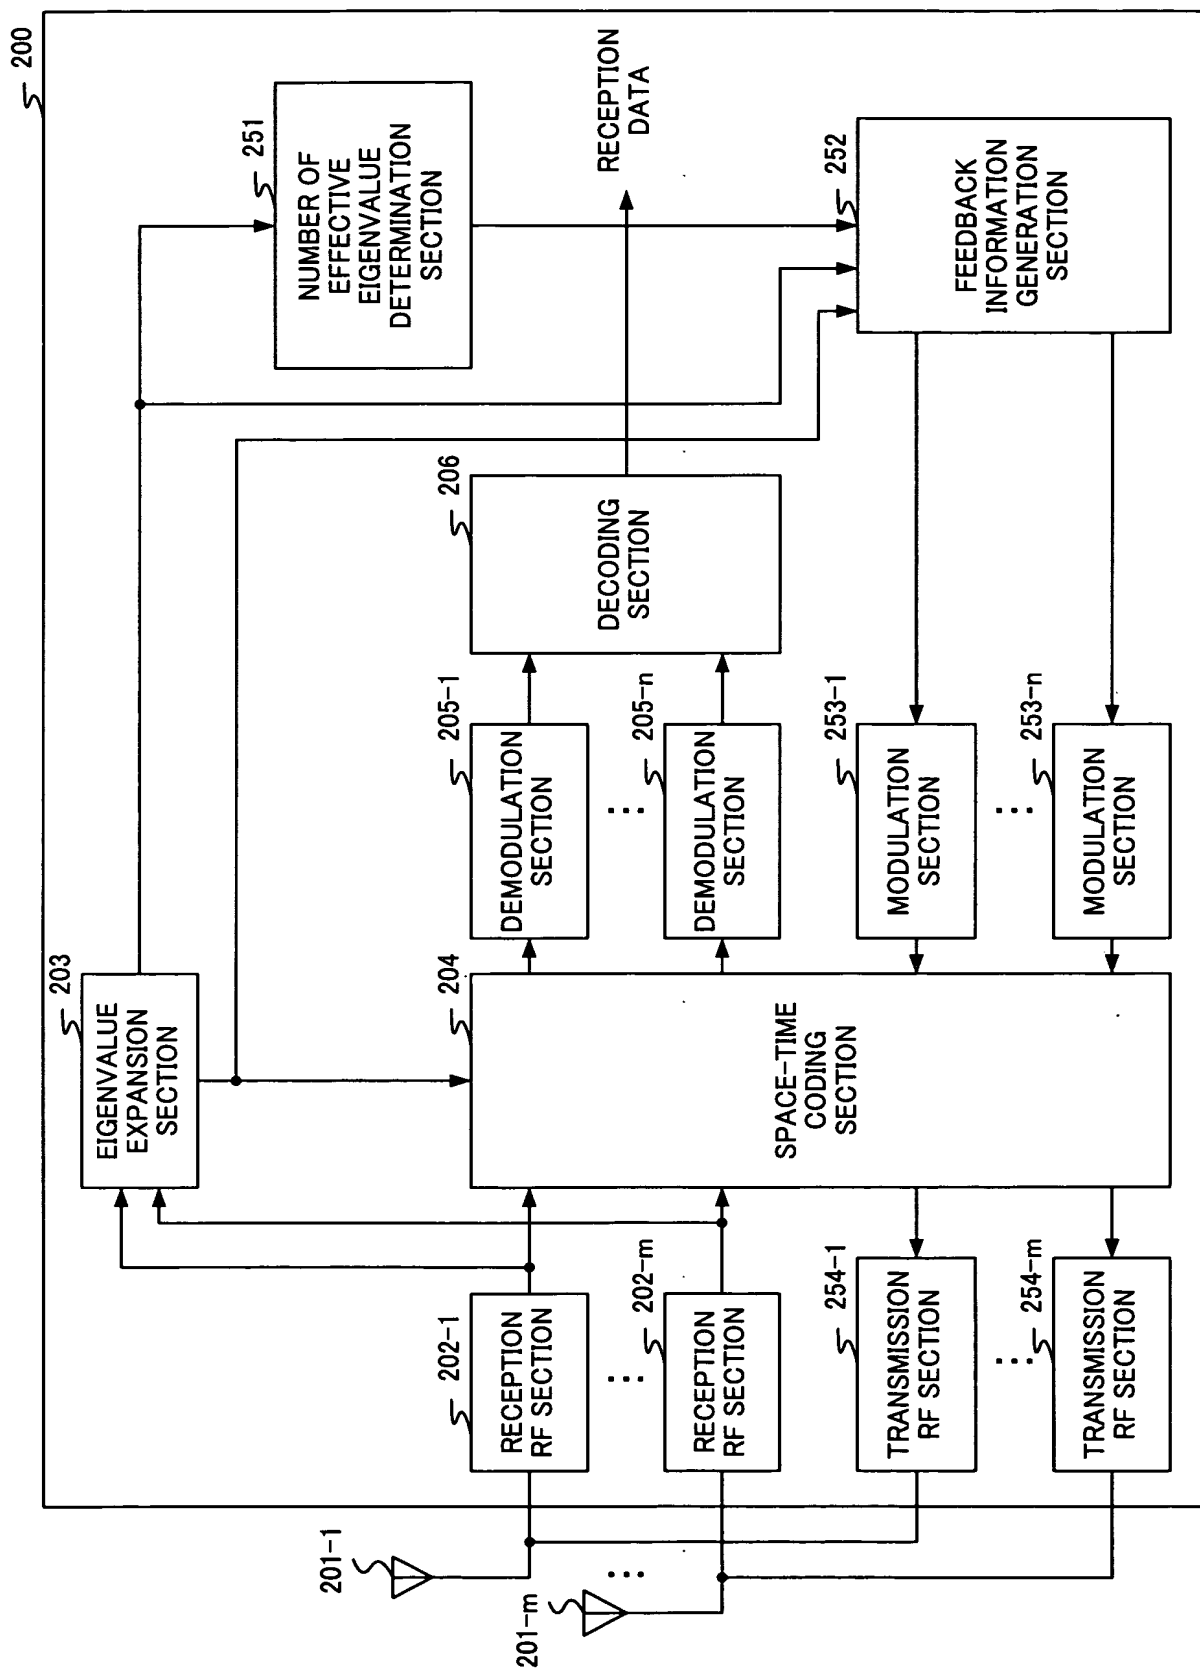 200
203
EIGENVALUE
EXPANSION
SECTION
251
NUMBER OF
EFFECTIVE
EIGENVALUE
DETERMINATION
SECTION
201-1
201-m
...
202-1
RECEPTION
RF SECTION
...
202-m
RECEPTION
RF SECTION
204
SPACE-TIME
CODING
SECTION
205-1
DEMODULATION
SECTION
...
205-n
DEMODULATION
SECTION
206
DECODING
SECTION
RECEPTION
DATA
254-1
TRANSMISSION
RF SECTION
...
254-m
TRANSMISSION
RF SECTION
253-1
MODULATION
SECTION
...
253-n
MODULATION
SECTION
252
FEEDBACK
INFORMATION
GENERATION
SECTION